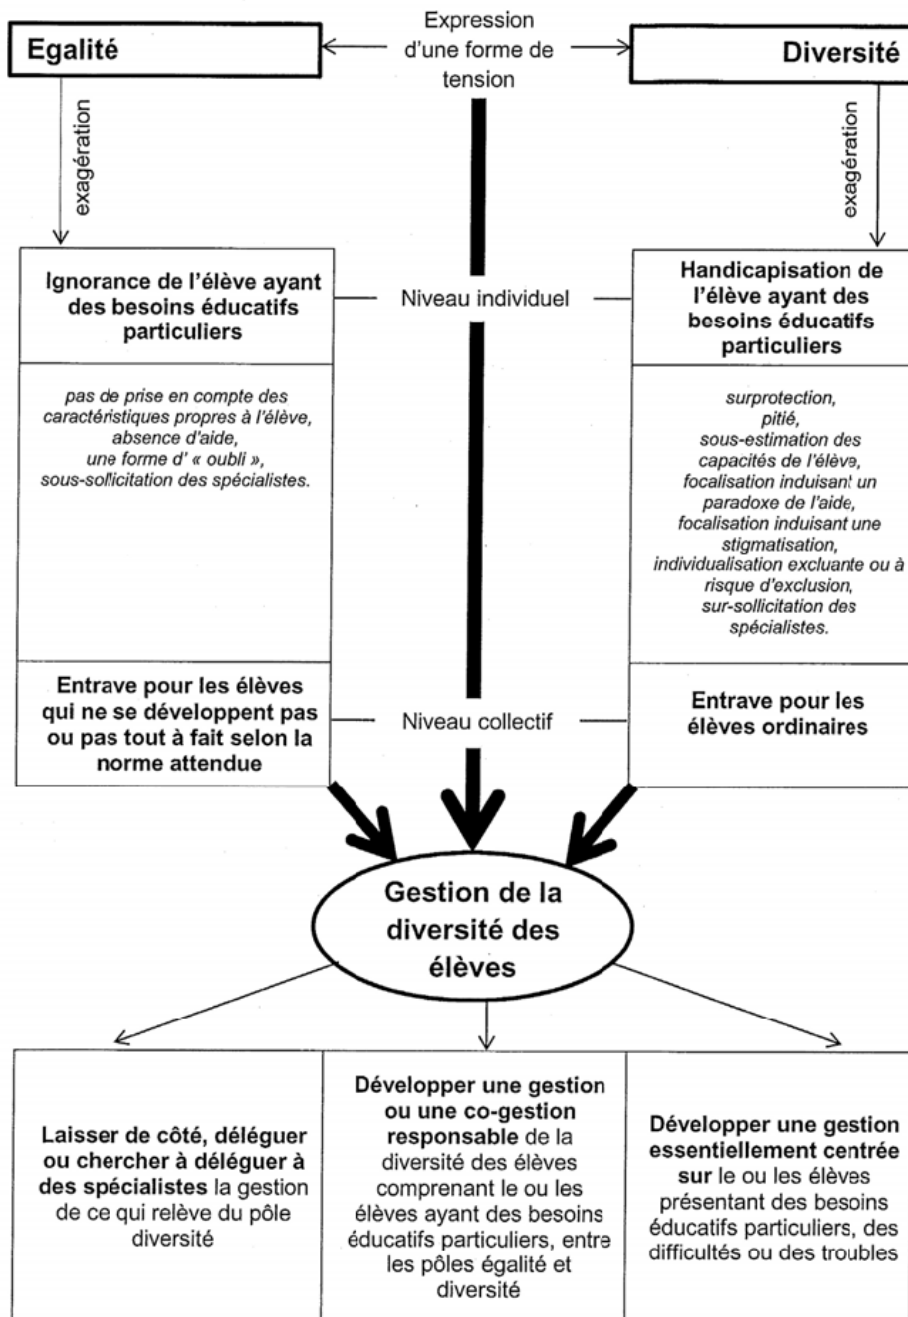 Expression
d'une forme de
tension
Egalité
Diversité
exagération
exagération
Ignorance de l'élève ayant
des besoins éducatifs
particuliers
Niveau individuel
Handicapisation de
l'élève ayant des
besoins éducatifs
particuliers
pas de prise en compte des
caractéristiques propres à l'élève,
absence d'aide,
une forme d' « oubli »,
sous-sollicitation des spécialistes.
surprotection,
pitié,
sous-estimation des
capacités de l'élève,
focalisation induisant un
paradoxe de l'aide,
focalisation induisant une
stigmatisation,
individualisation excluante ou à
risque d'exclusion,
sur-sollicitation des
spécialistes.
Entrave pour les élèves
qui ne se développent pas
ou pas tout à fait selon la
norme attendue
Niveau collectif
Entrave pour les
élèves ordinaires
Gestion de la
diversité des
élèves
Laisser de côté, déléguer
ou chercher à déléguer à
des spécialistes la gestion
de ce qui relève du pôle
diversité
Développer une gestion
ou une co-gestion
responsable de la
diversité des élèves
comprenant le ou les
élèves ayant des besoins
éducatifs particuliers, entre
les pôles égalité et
diversité
Développer une gestion
essentiellement centrée
sur le ou les élèves
présentant des besoins
éducatifs particuliers, des
difficultés ou des troubles